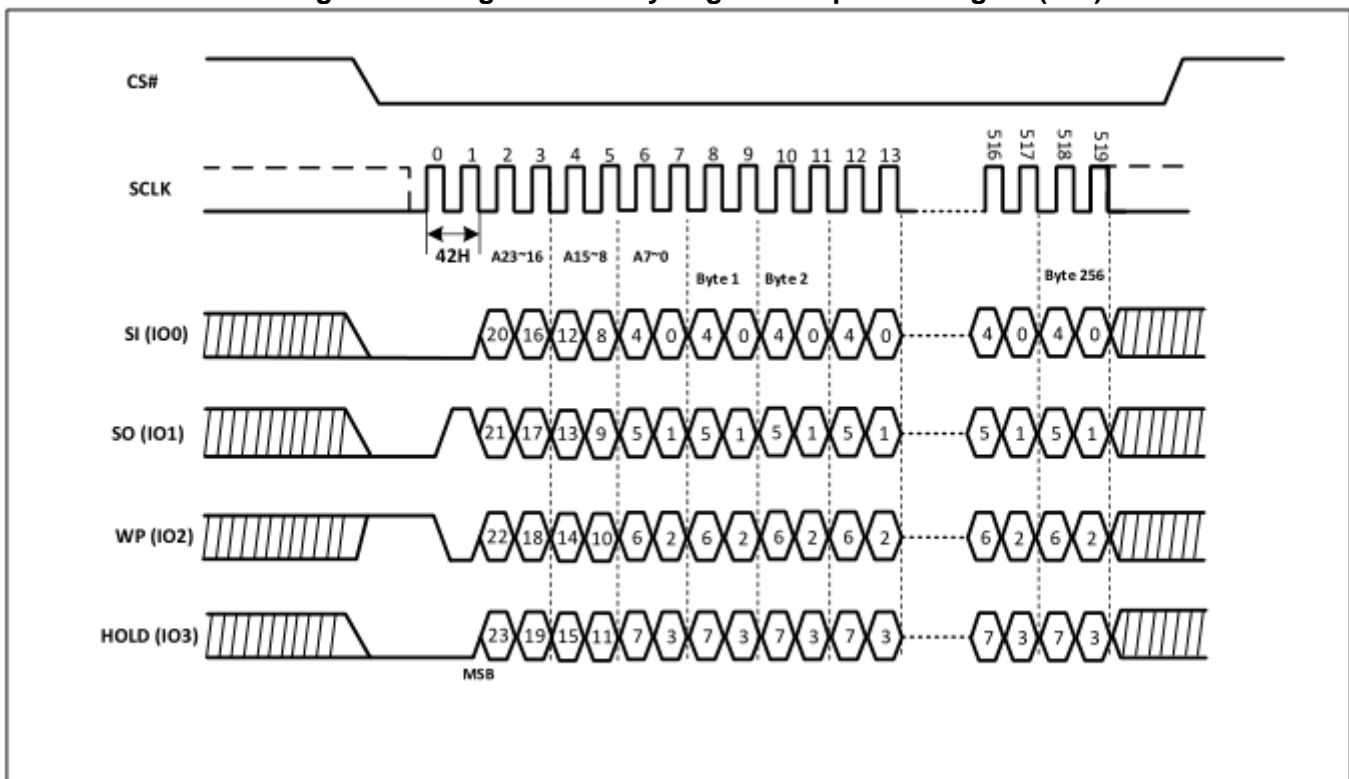 CS#
0 1 2 3 4 5 6 7 8 9 10 11 12 13 516 517 518 519
SCLK
42H A23~16 A15~8 A7~0
Byte 1 Byte 2 Byte 256
SI (IO0) 20 16 12 8 4 0 4 0 4 0 4 0 4 0 4 0
SO (IO1) 21 17 13 9 5 1 5 1 5 1 5 1 5 1 5 1
WP (IO2) 22 18 14 10 6 2 6 2 6 2 6 2 6 2 6 2
HOLD (IO3) 23 19 15 11 7 3 7 3 7 3 7 3 7 3 7 3
MSB